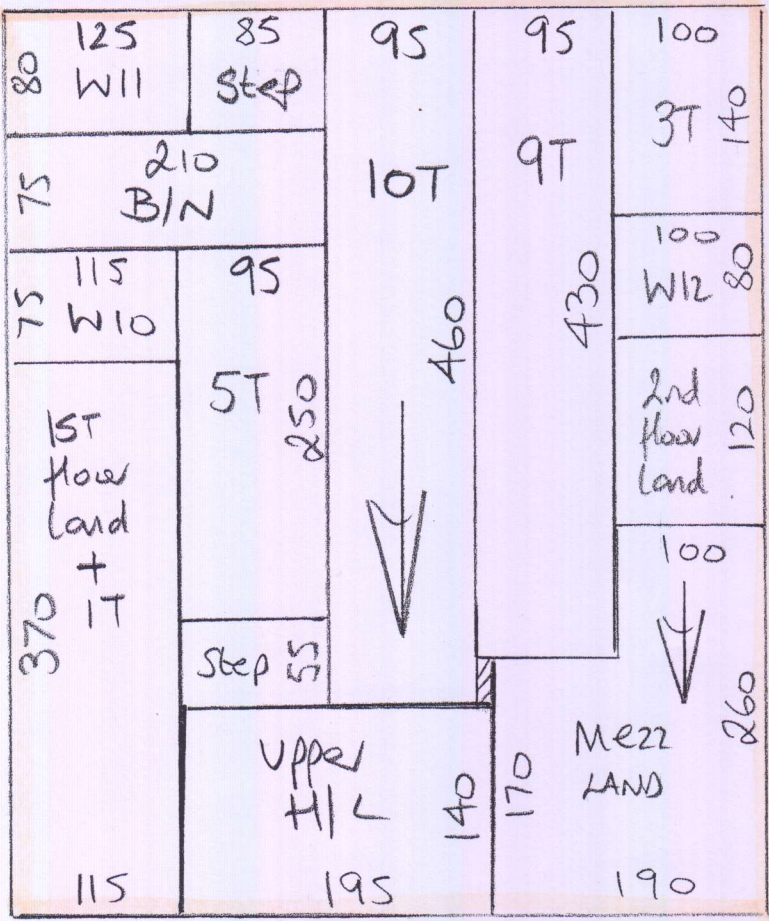 125
80
W11
85
Step
95
95
100
3T
140
210
75
B/N
10T
460
9T
430
100
W12
80
115
75
W10
95
5T
250
2nd
floor
Land
120
1ST
floor
Land
+
1T
370
115
Step
55
Upper
H/L
140
195
100
260
Mezz
LAND
170
190